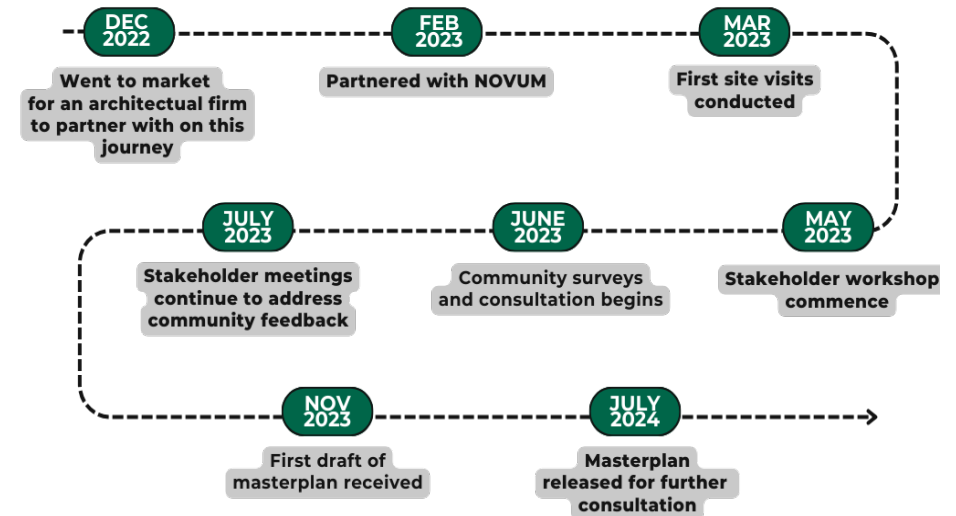 DEC
2022
Went to market
for an architectual firm
to partner with on this
journey
FEB
2023
Partnered with NOVUM
MAR
2023
First site visits
conducted
MAY
2023
Stakeholder workshop
commence
JUNE
2023
Community surveys
and consultation begins
JULY
2023
Stakeholder meetings
continue to address
community feedback
NOV
2023
First draft of
masterplan received
JULY
2024
Masterplan
released for further
consultation